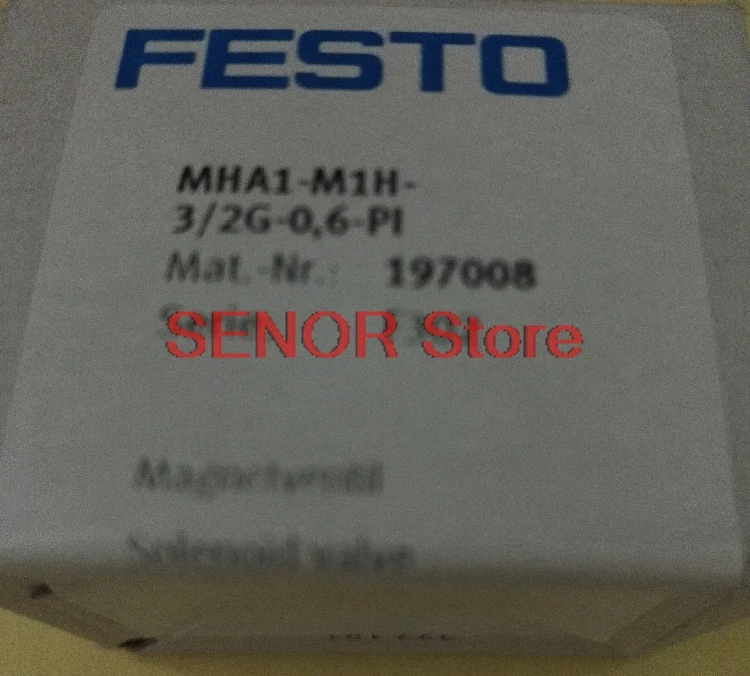 FESTO
MHA1-M1H-
3/2G-0,6-PI
Mat.-Nr.: 197008
SENOR Store
Magnetventil
Solenoid valve